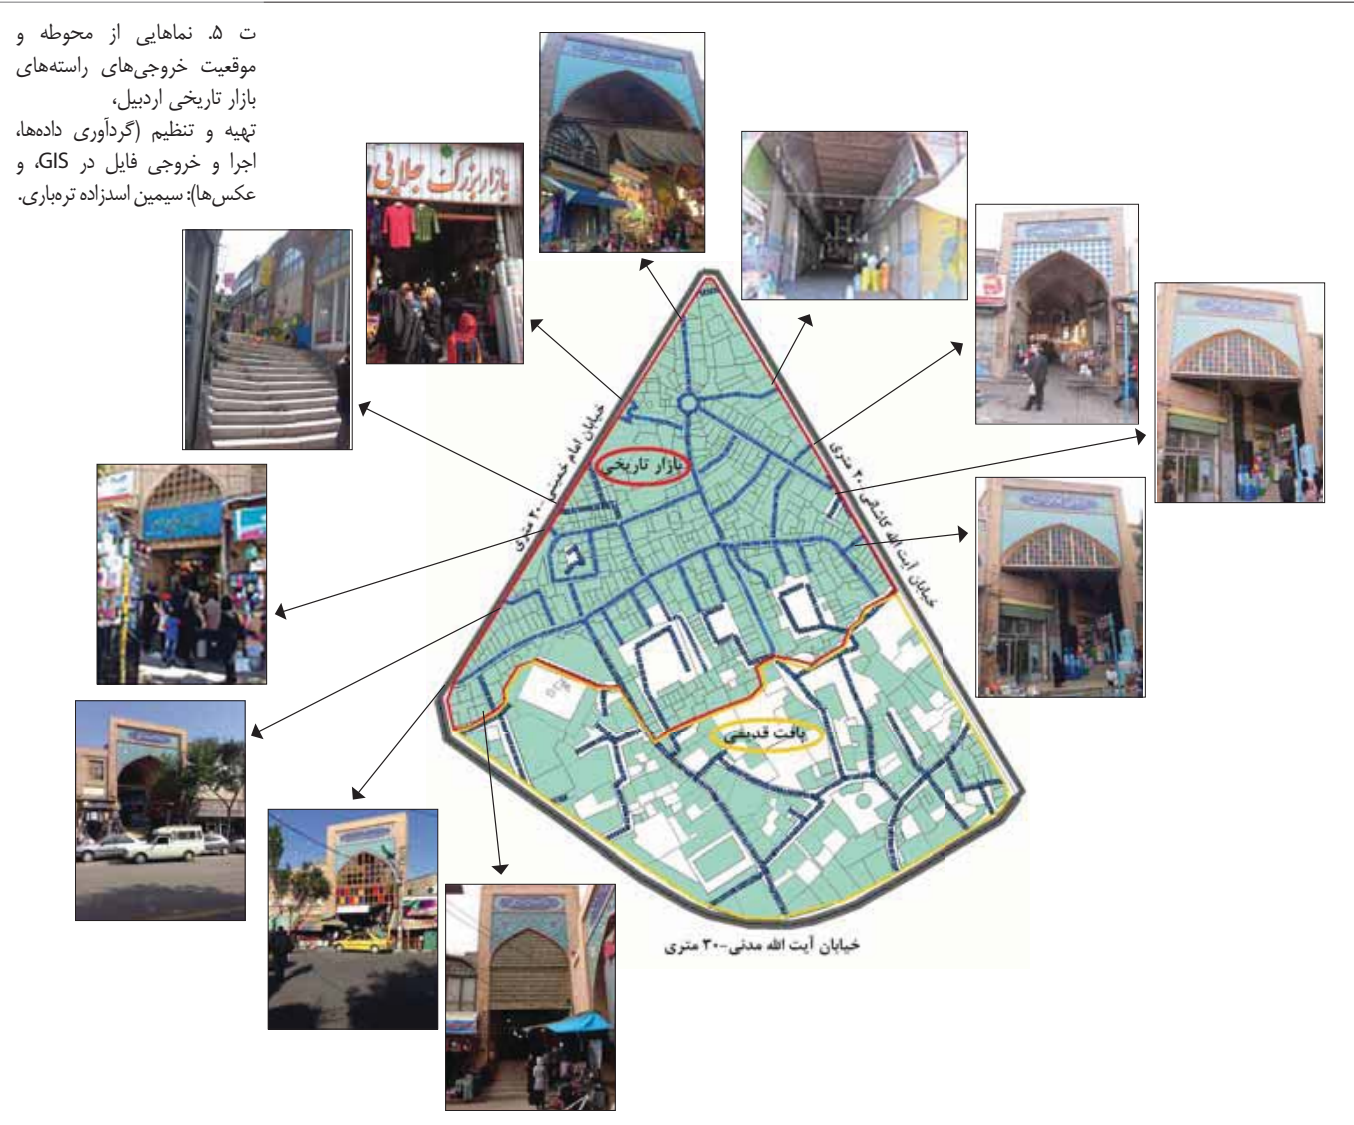 ت ۵. نماهایی از محوطه و
موقعیت خروجی‌های راسته‌های
بازار تاریخی اردبیل،
تهیه و تنظیم (گردآوری داده‌ها،
اجرا و خروجی فایل در GIS، و
عکس‌ها): سیمین اسدزاده تره‌باری.
بازار بزرگ جلالی
خیابان امام خمینی -۲۰ متری
بازار تاریخی
خیابان آیت الله کاشانی ۳۰ متری
بافت قدیمی
خیابان آیت الله مدنی-۳۰ متری